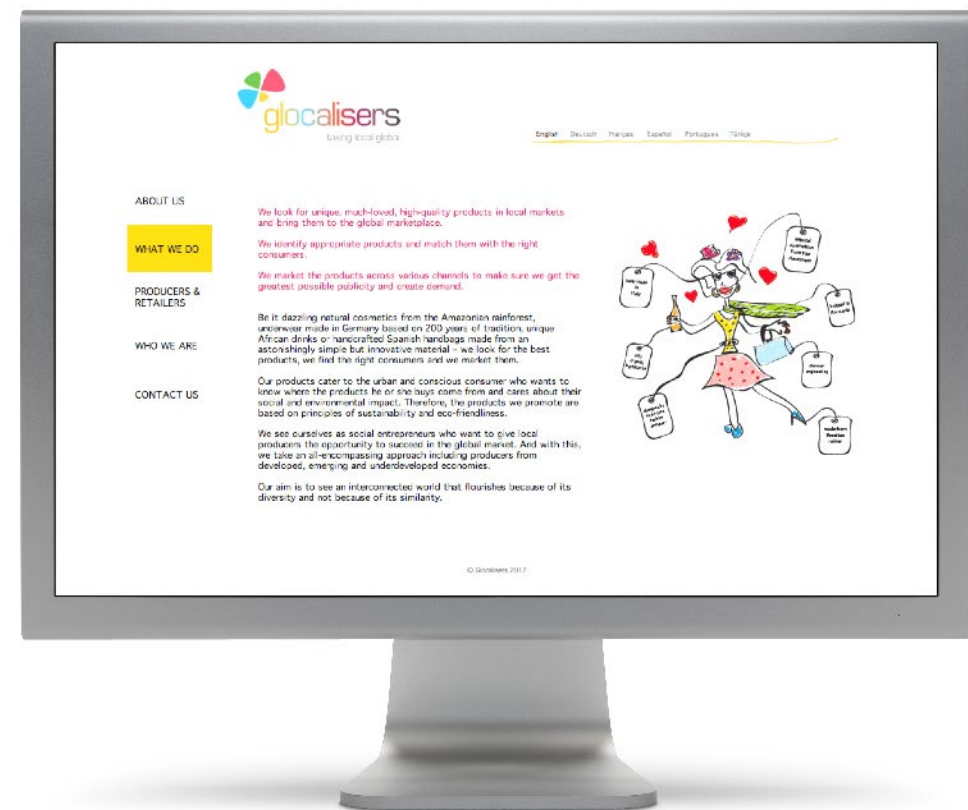 glocalisers
taking local global
English Deutsch Français Español Portugues Türkçe
ABOUT US
WHAT WE DO
PRODUCERS &
RETAILERS
WHO WE ARE
CONTACT US
We look for unique, much-loved, high-quality products in local markets
and bring them to the global marketplace.
We identify appropriate products and match them with the right
consumers.
We market the products across various channels to make sure we get the
greatest possible publicity and create demand.
Be it dazzling natural cosmetics from the Amazonian rainforest,
underwear made in Germany based on 200 years of tradition, unique
African drinks or handcrafted Spanish handbags made from an
astonishingly simple but innovative material – we look for the best
products, we find the right consumers and we market them.
Our products cater to the urban and conscious consumer who wants to
know where the products he or she buys come from and cares about their
social and environmental impact. Therefore, the products we promote are
based on principles of sustainability and eco-friendliness.
We see ourselves as social entrepreneurs who want to give local
producers the opportunity to succeed in the global market. And with this,
we take an all-encompassing approach including producers from
developed, emerging and underdeveloped economies.
Our aim is to see an interconnected world that flourishes because of its
diversity and not because of its similarity.
© Glocalisers 2017